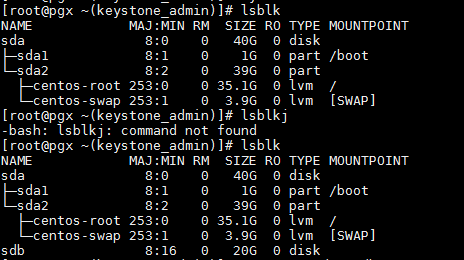 [root@pgx ~(keystone_admin)]# lsblk
NAME            MAJ:MIN RM  SIZE RO TYPE MOUNTPOINT
sda               8:0    0   40G  0 disk
├─sda1            8:1    0    1G  0 part /boot
└─sda2            8:2    0   39G  0 part
  ├─centos-root 253:0    0 35.1G  0 lvm  /
  └─centos-swap 253:1    0  3.9G  0 lvm  [SWAP]
[root@pgx ~(keystone_admin)]# lsblkj
-bash: lsblkj: command not found
[root@pgx ~(keystone_admin)]# lsblk
NAME            MAJ:MIN RM  SIZE RO TYPE MOUNTPOINT
sda               8:0    0   40G  0 disk
├─sda1            8:1    0    1G  0 part /boot
└─sda2            8:2    0   39G  0 part
  ├─centos-root 253:0    0 35.1G  0 lvm  /
  └─centos-swap 253:1    0  3.9G  0 lvm  [SWAP]
sdb               8:16   0   20G  0 disk